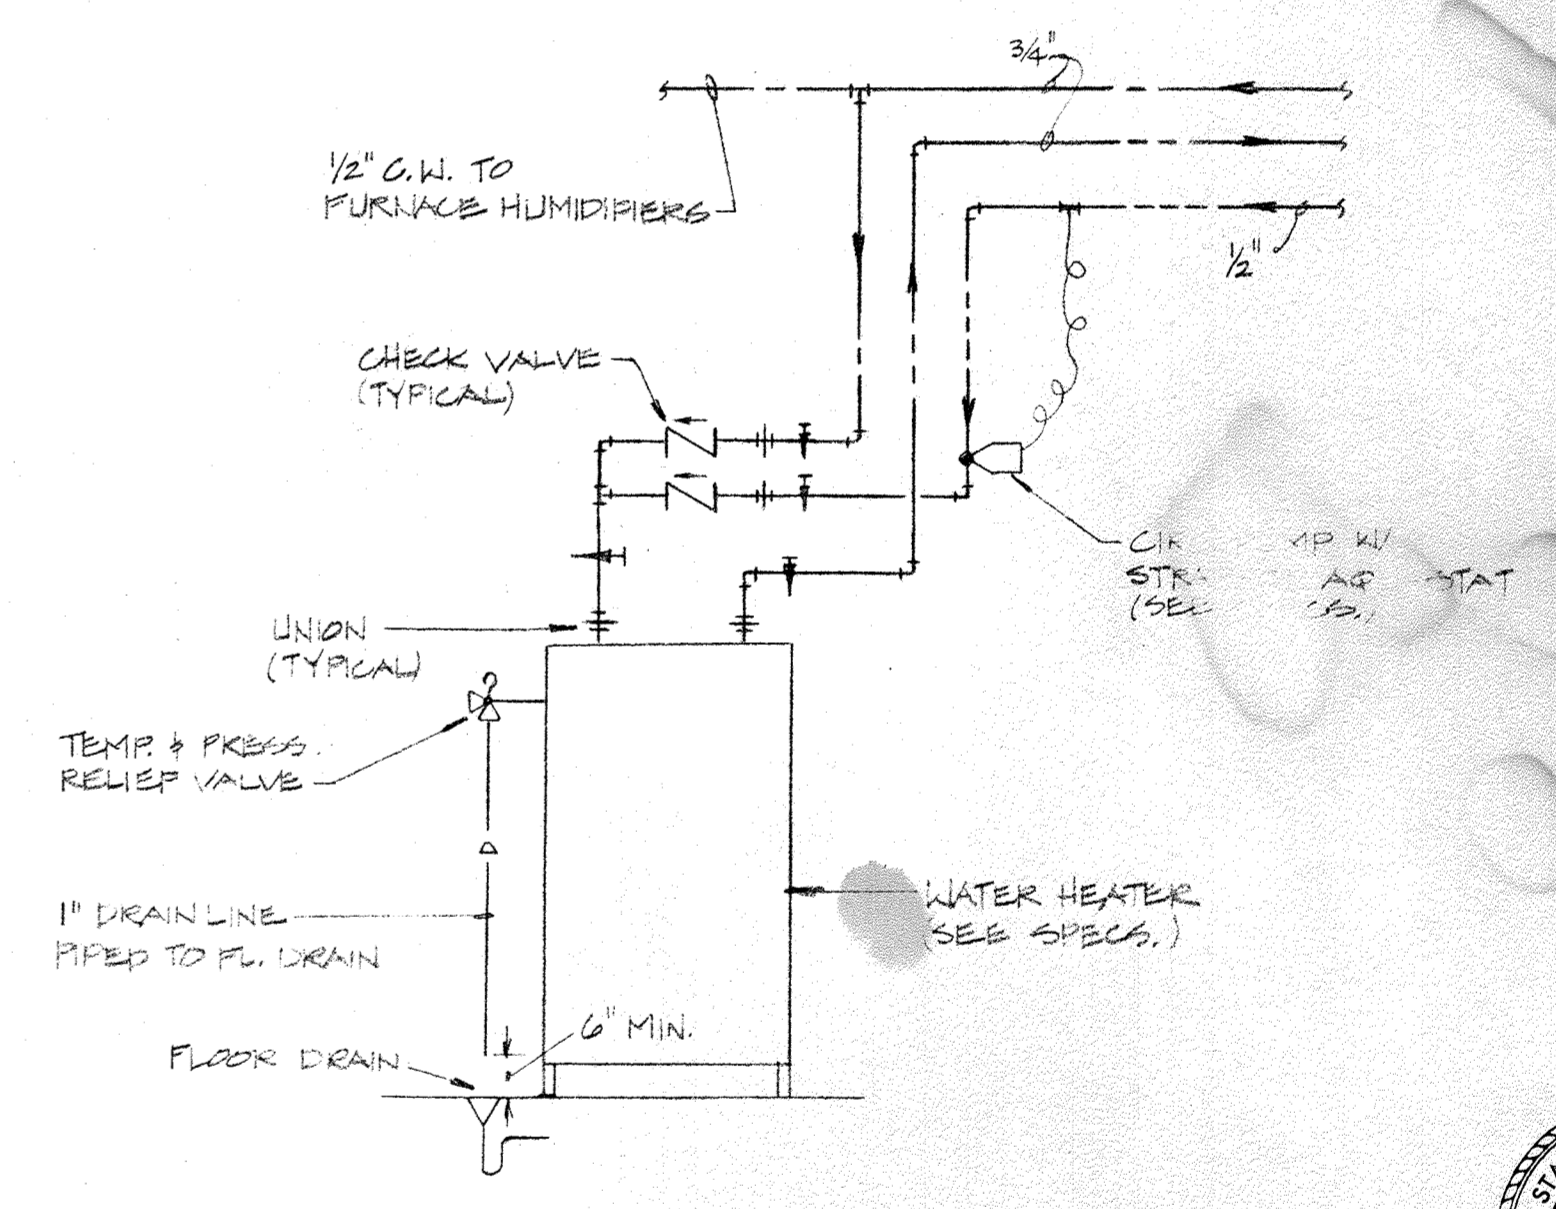 3/4"
1/2" C.W. TO
FURNACE HUMIDIFIERS
1/2"
CHECK VALVE
(TYPICAL)
UNION
(TYPICAL)
TEMP. & PRESS.
RELIEF VALVE
1" DRAIN LINE
PIPED TO FL. DRAIN
WATER HEATER
(SEE SPECS.)
6" MIN.
FLOOR DRAIN
W/
(SEE